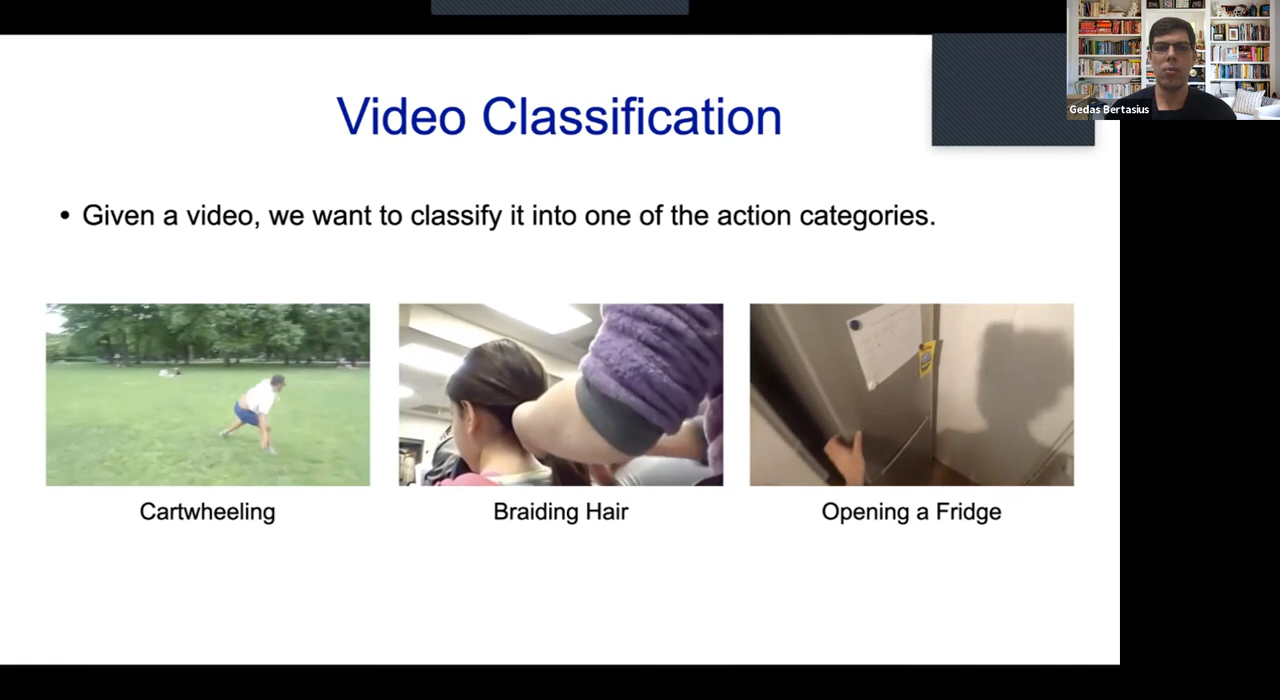 Video Classification
Gedas Bertasius
• Given a video, we want to classify it into one of the action categories.
Cartwheeling
Braiding Hair
Opening a Fridge